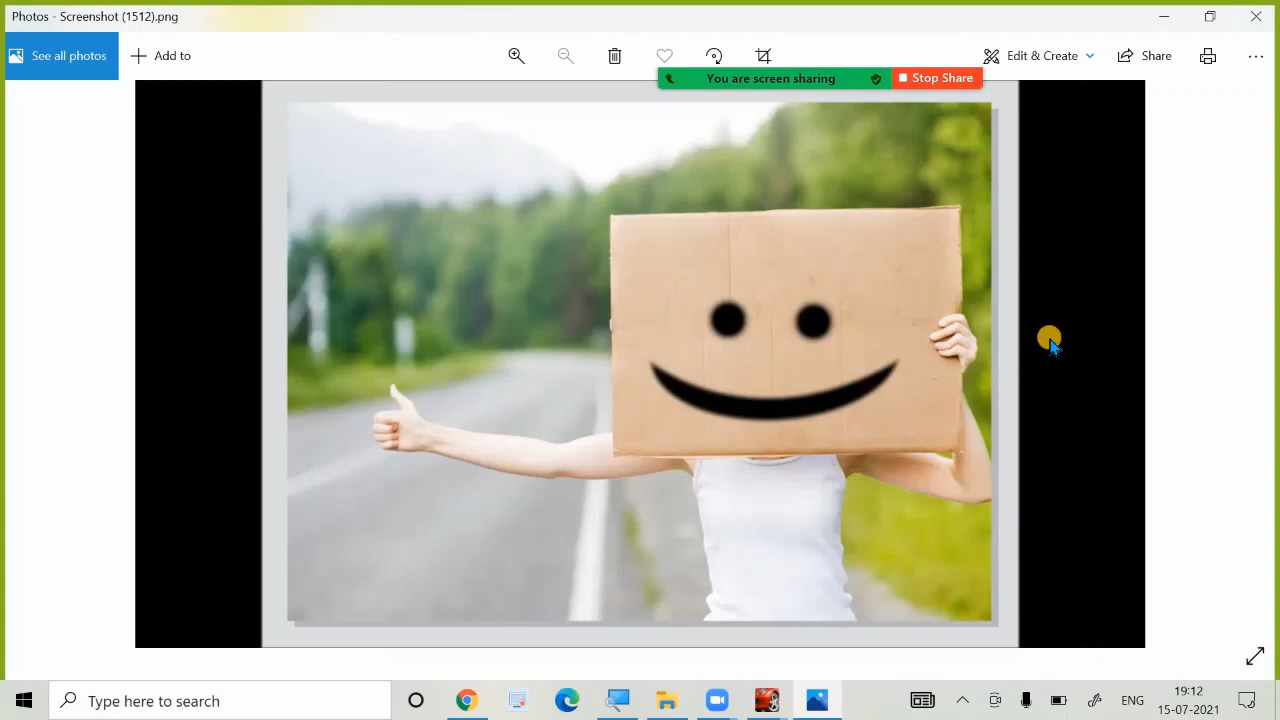 Photos - Screenshot (1512).png
See all photos
Add to
Edit & Create
Share
You are screen sharing
Stop Share
Type here to search
ENG
19:12
15-07-2021